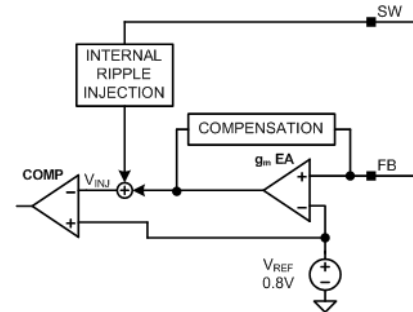 SW
INTERNAL
RIPPLE
INJECTION
COMPENSATION
gm EA
FB
COMP
VINJ
+
−
+
+
−
VREF
0.8V
+
−